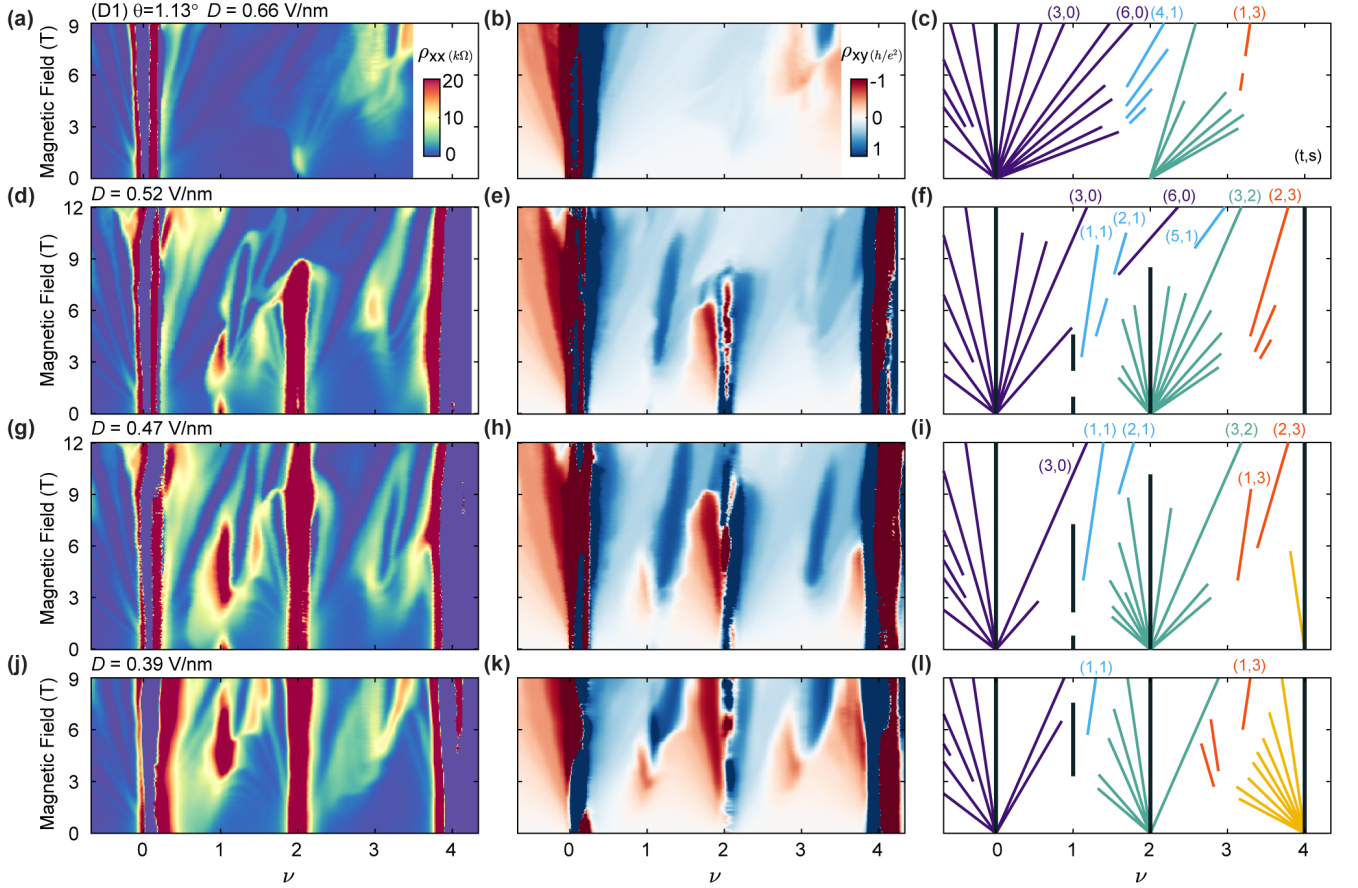 (a) (D1) θ=1.13° D = 0.66 V/nm
(b)
(c)
Magnetic Field (T)
9
6
3
0
ρxx (kΩ)
20
10
0
ρxy (h/e²)
-1
0
1
(3,0) (6,0) (4,1) (1,3)
(t,s)
(d) D = 0.52 V/nm
(e)
(f)
Magnetic Field (T)
12
9
6
3
0
(3,0) (6,0) (3,2) (2,3)
(1,1) (2,1) (5,1)
(g) D = 0.47 V/nm
(h)
(i)
Magnetic Field (T)
12
9
6
3
0
(1,1) (2,1) (3,2) (2,3)
(3,0) (1,3)
(j) D = 0.39 V/nm
(k)
(l)
Magnetic Field (T)
9
6
3
0
(1,1) (1,3)
0 1 2 3 4
0 1 2 3 4
0 1 2 3 4
ν
ν
ν